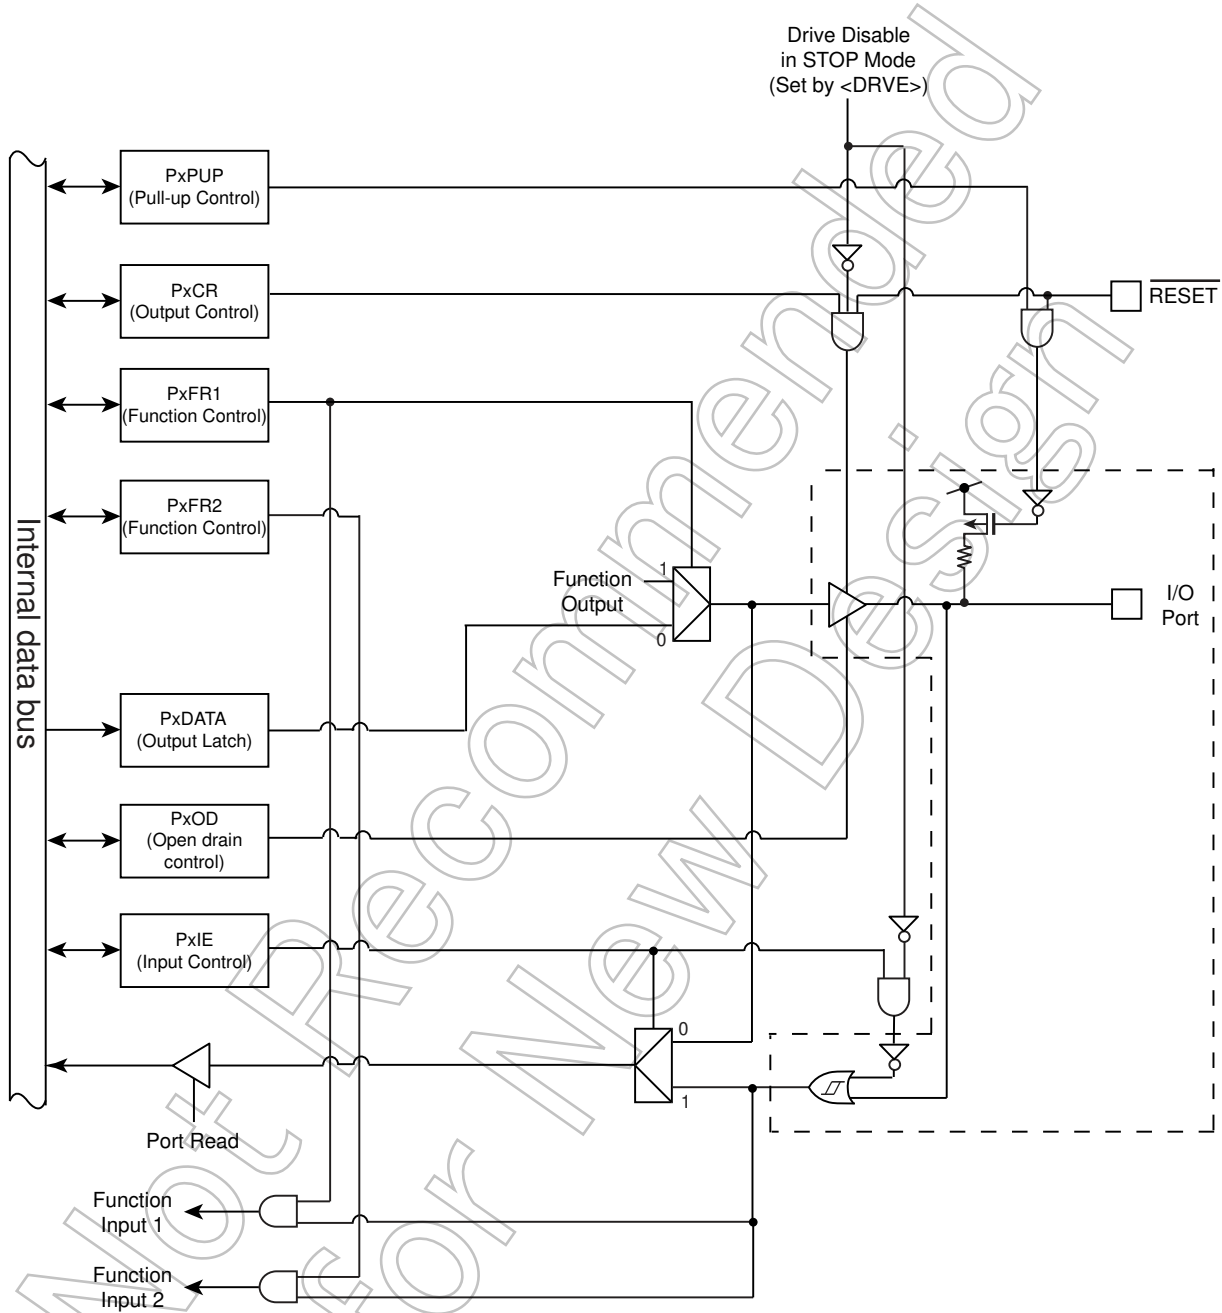 Drive Disable
in STOP Mode
(Set by <DRVE>)
PxPUP
(Pull-up Control)
PxCR
(Output Control)
RESET
PxFR1
(Function Control)
PxFR2
(Function Control)
Internal data bus
1
Function
Output
0
I/O
Port
PxDATA
(Output Latch)
PxOD
(Open drain
control)
PxIE
(Input Control)
0
1
Port Read
Function
Input 1
Function
Input 2
Not Recommended
for New Design